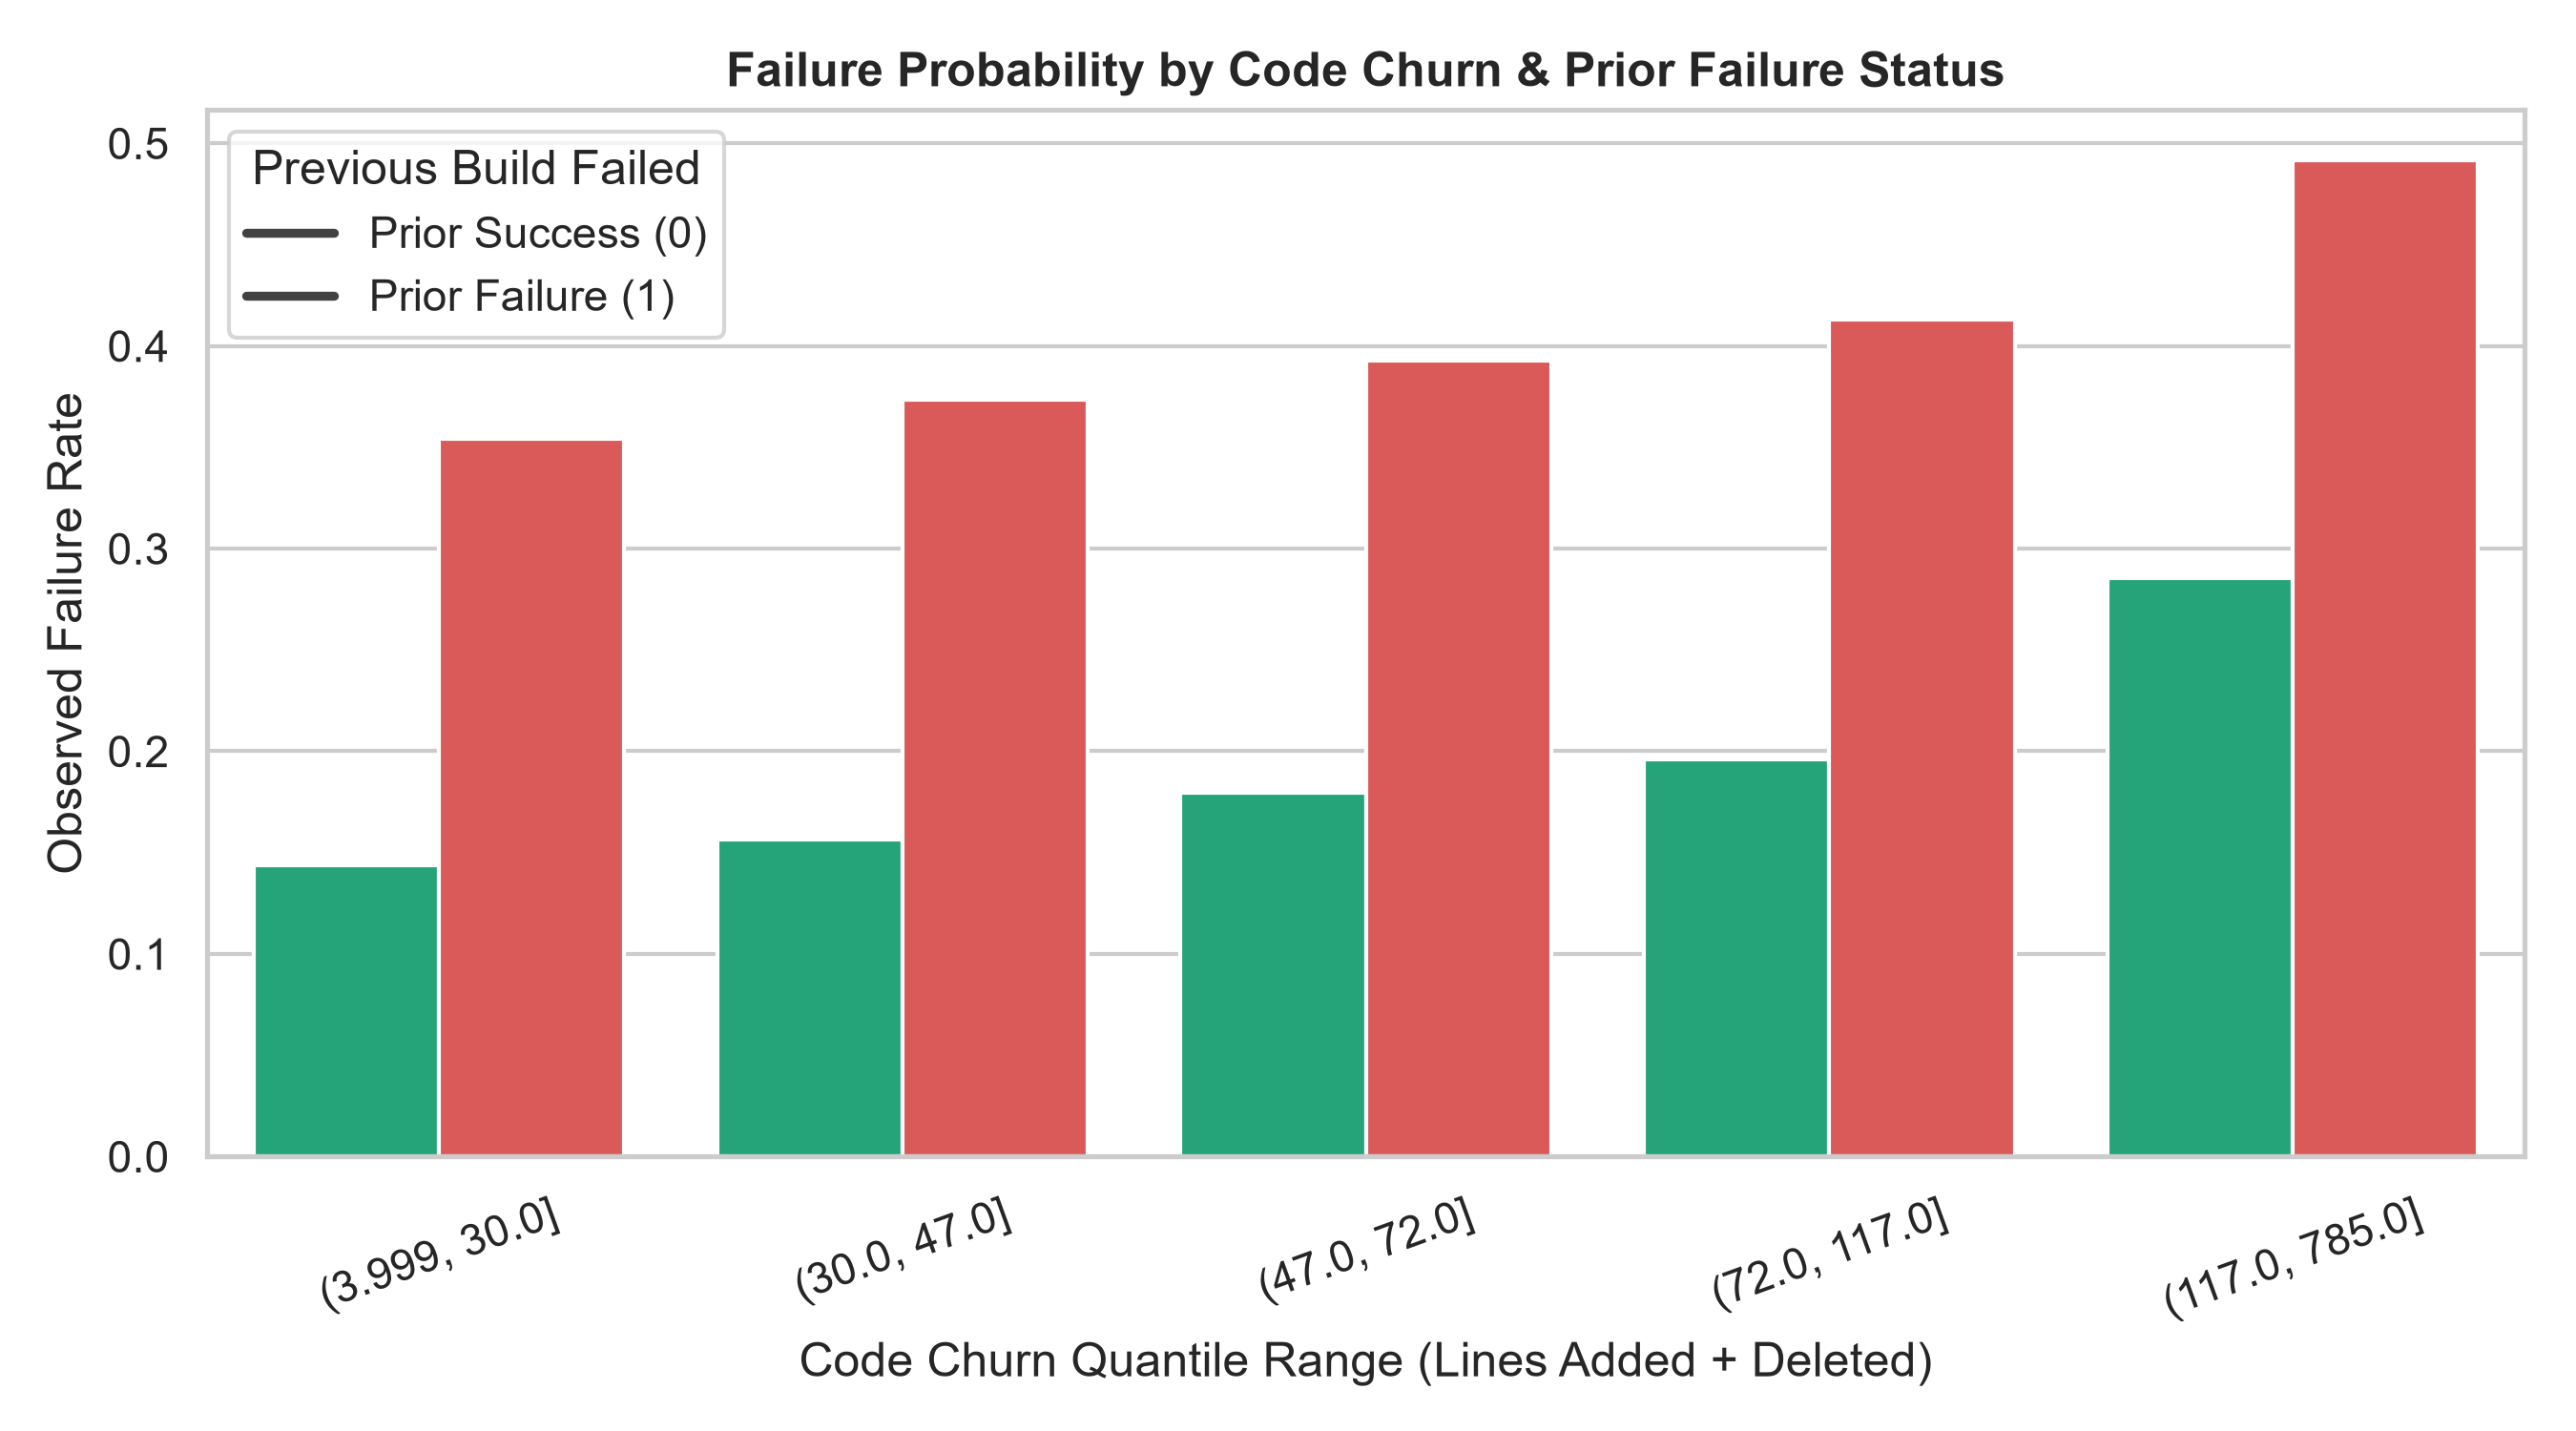 Failure Probability by Code Churn & Prior Failure Status
Previous Build Failed
Prior Success (0)
Prior Failure (1)
Observed Failure Rate
0.5
0.4
0.3
0.2
0.1
0.0
(3.999, 30.0]
(30.0, 47.0]
(47.0, 72.0]
(72.0, 117.0]
(117.0, 785.0]
Code Churn Quantile Range (Lines Added + Deleted)